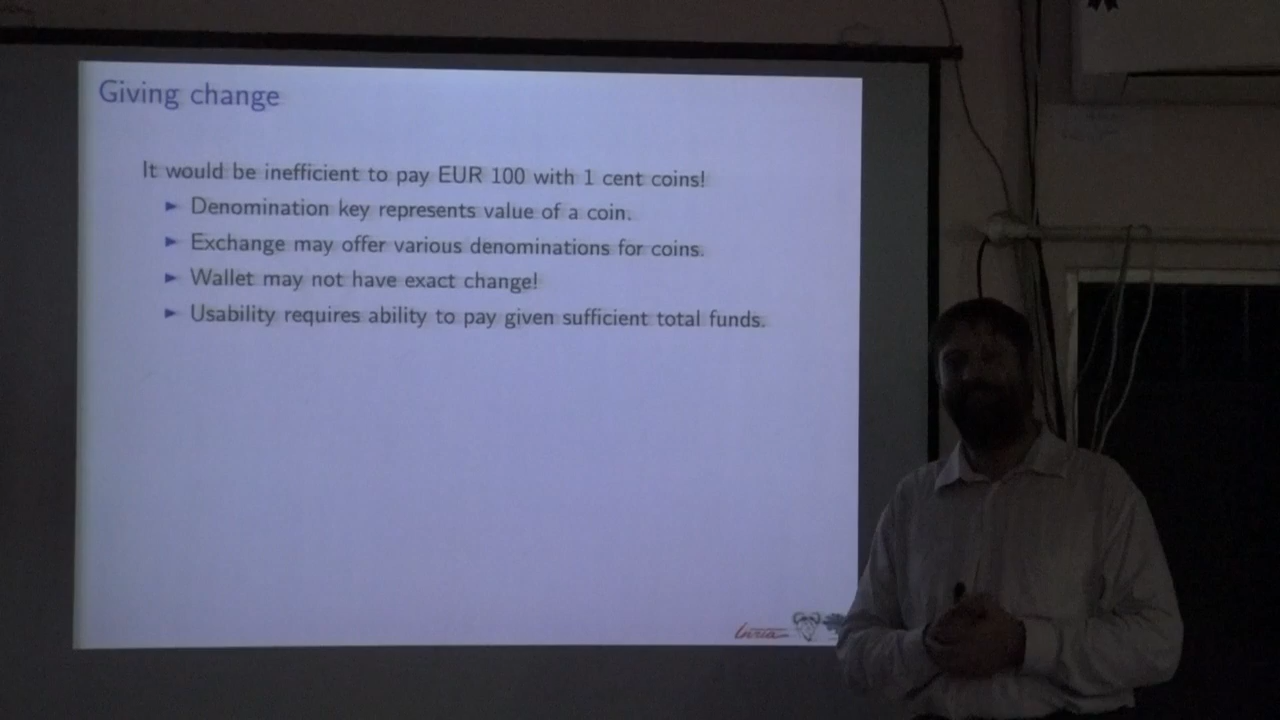 Giving change
It would be inefficient to pay EUR 100 with 1 cent coins!
► Denomination key represents value of a coin.
► Exchange may offer various denominations for coins.
► Wallet may not have exact change!
► Usability requires ability to pay given sufficient total funds.
Inria